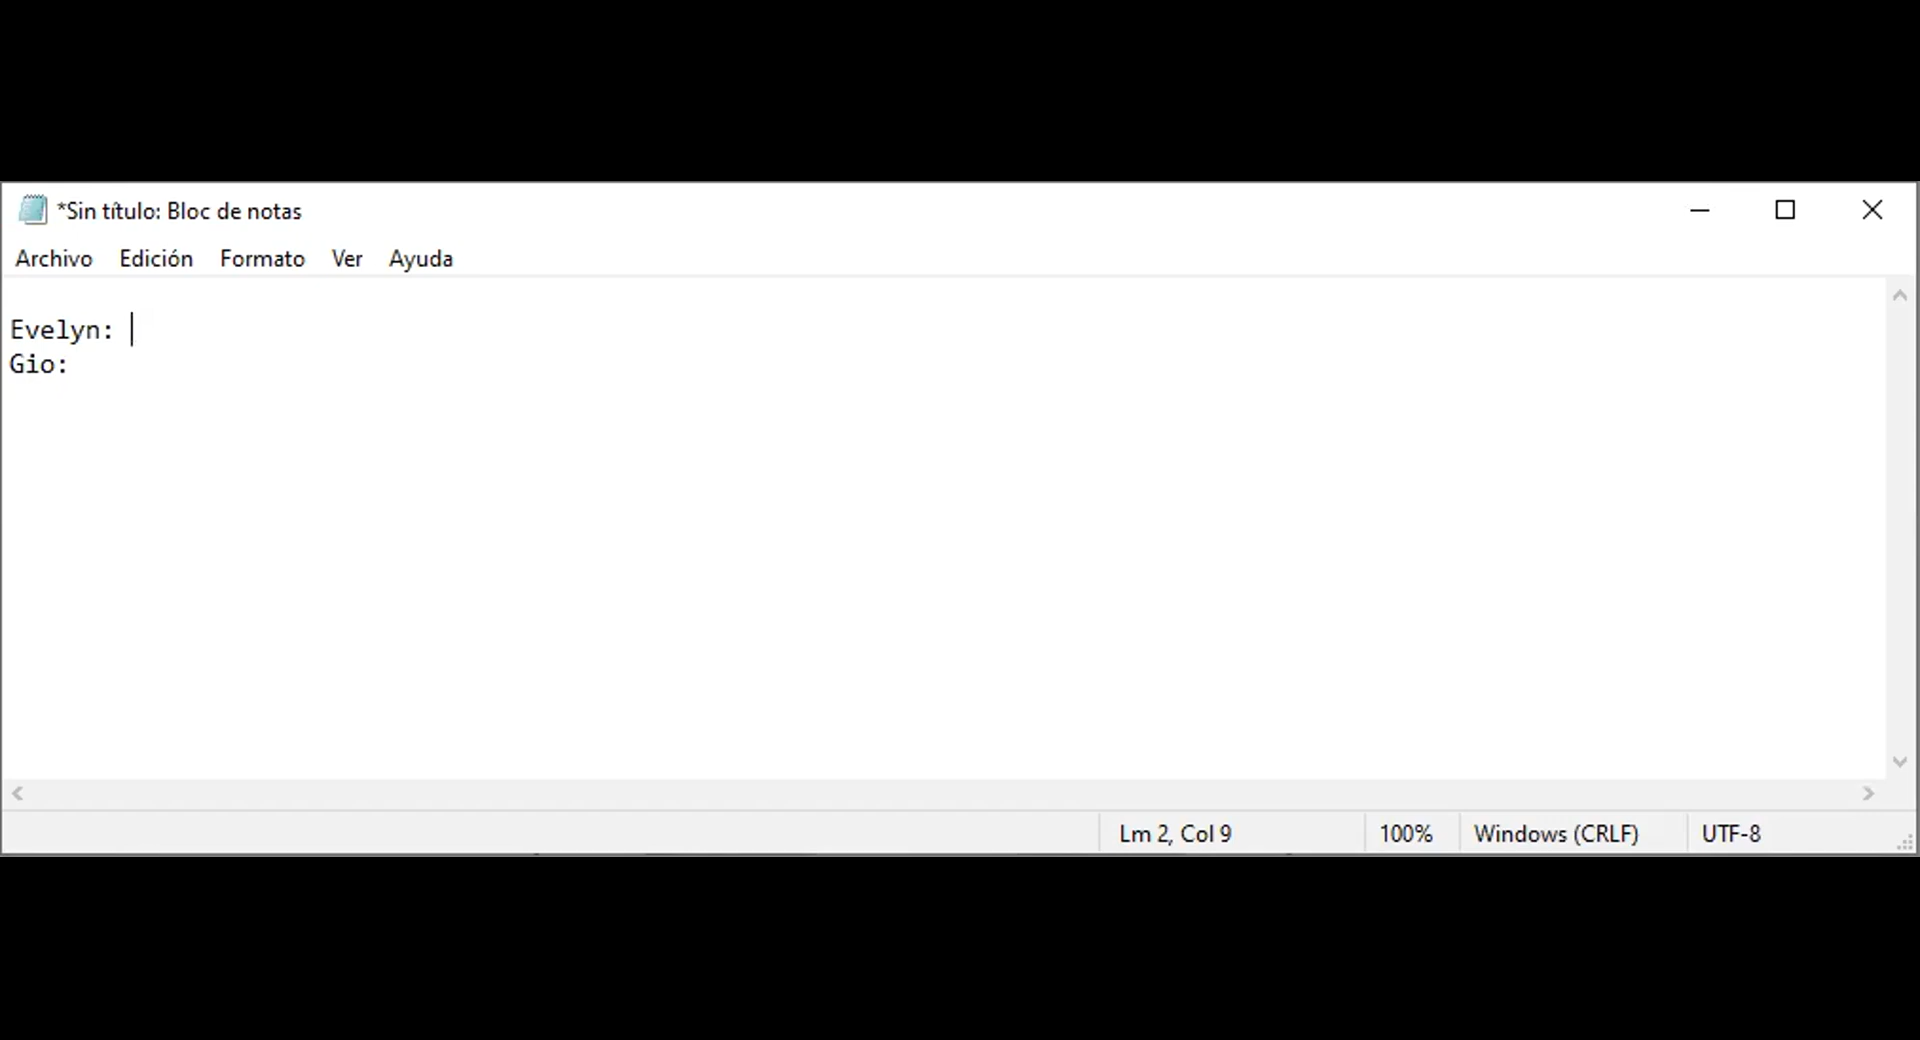 *Sin título: Bloc de notas
Archivo Edición Formato Ver Ayuda
Evelyn:
Gio:
Lm 2, Col 9 100% Windows (CRLF) UTF-8